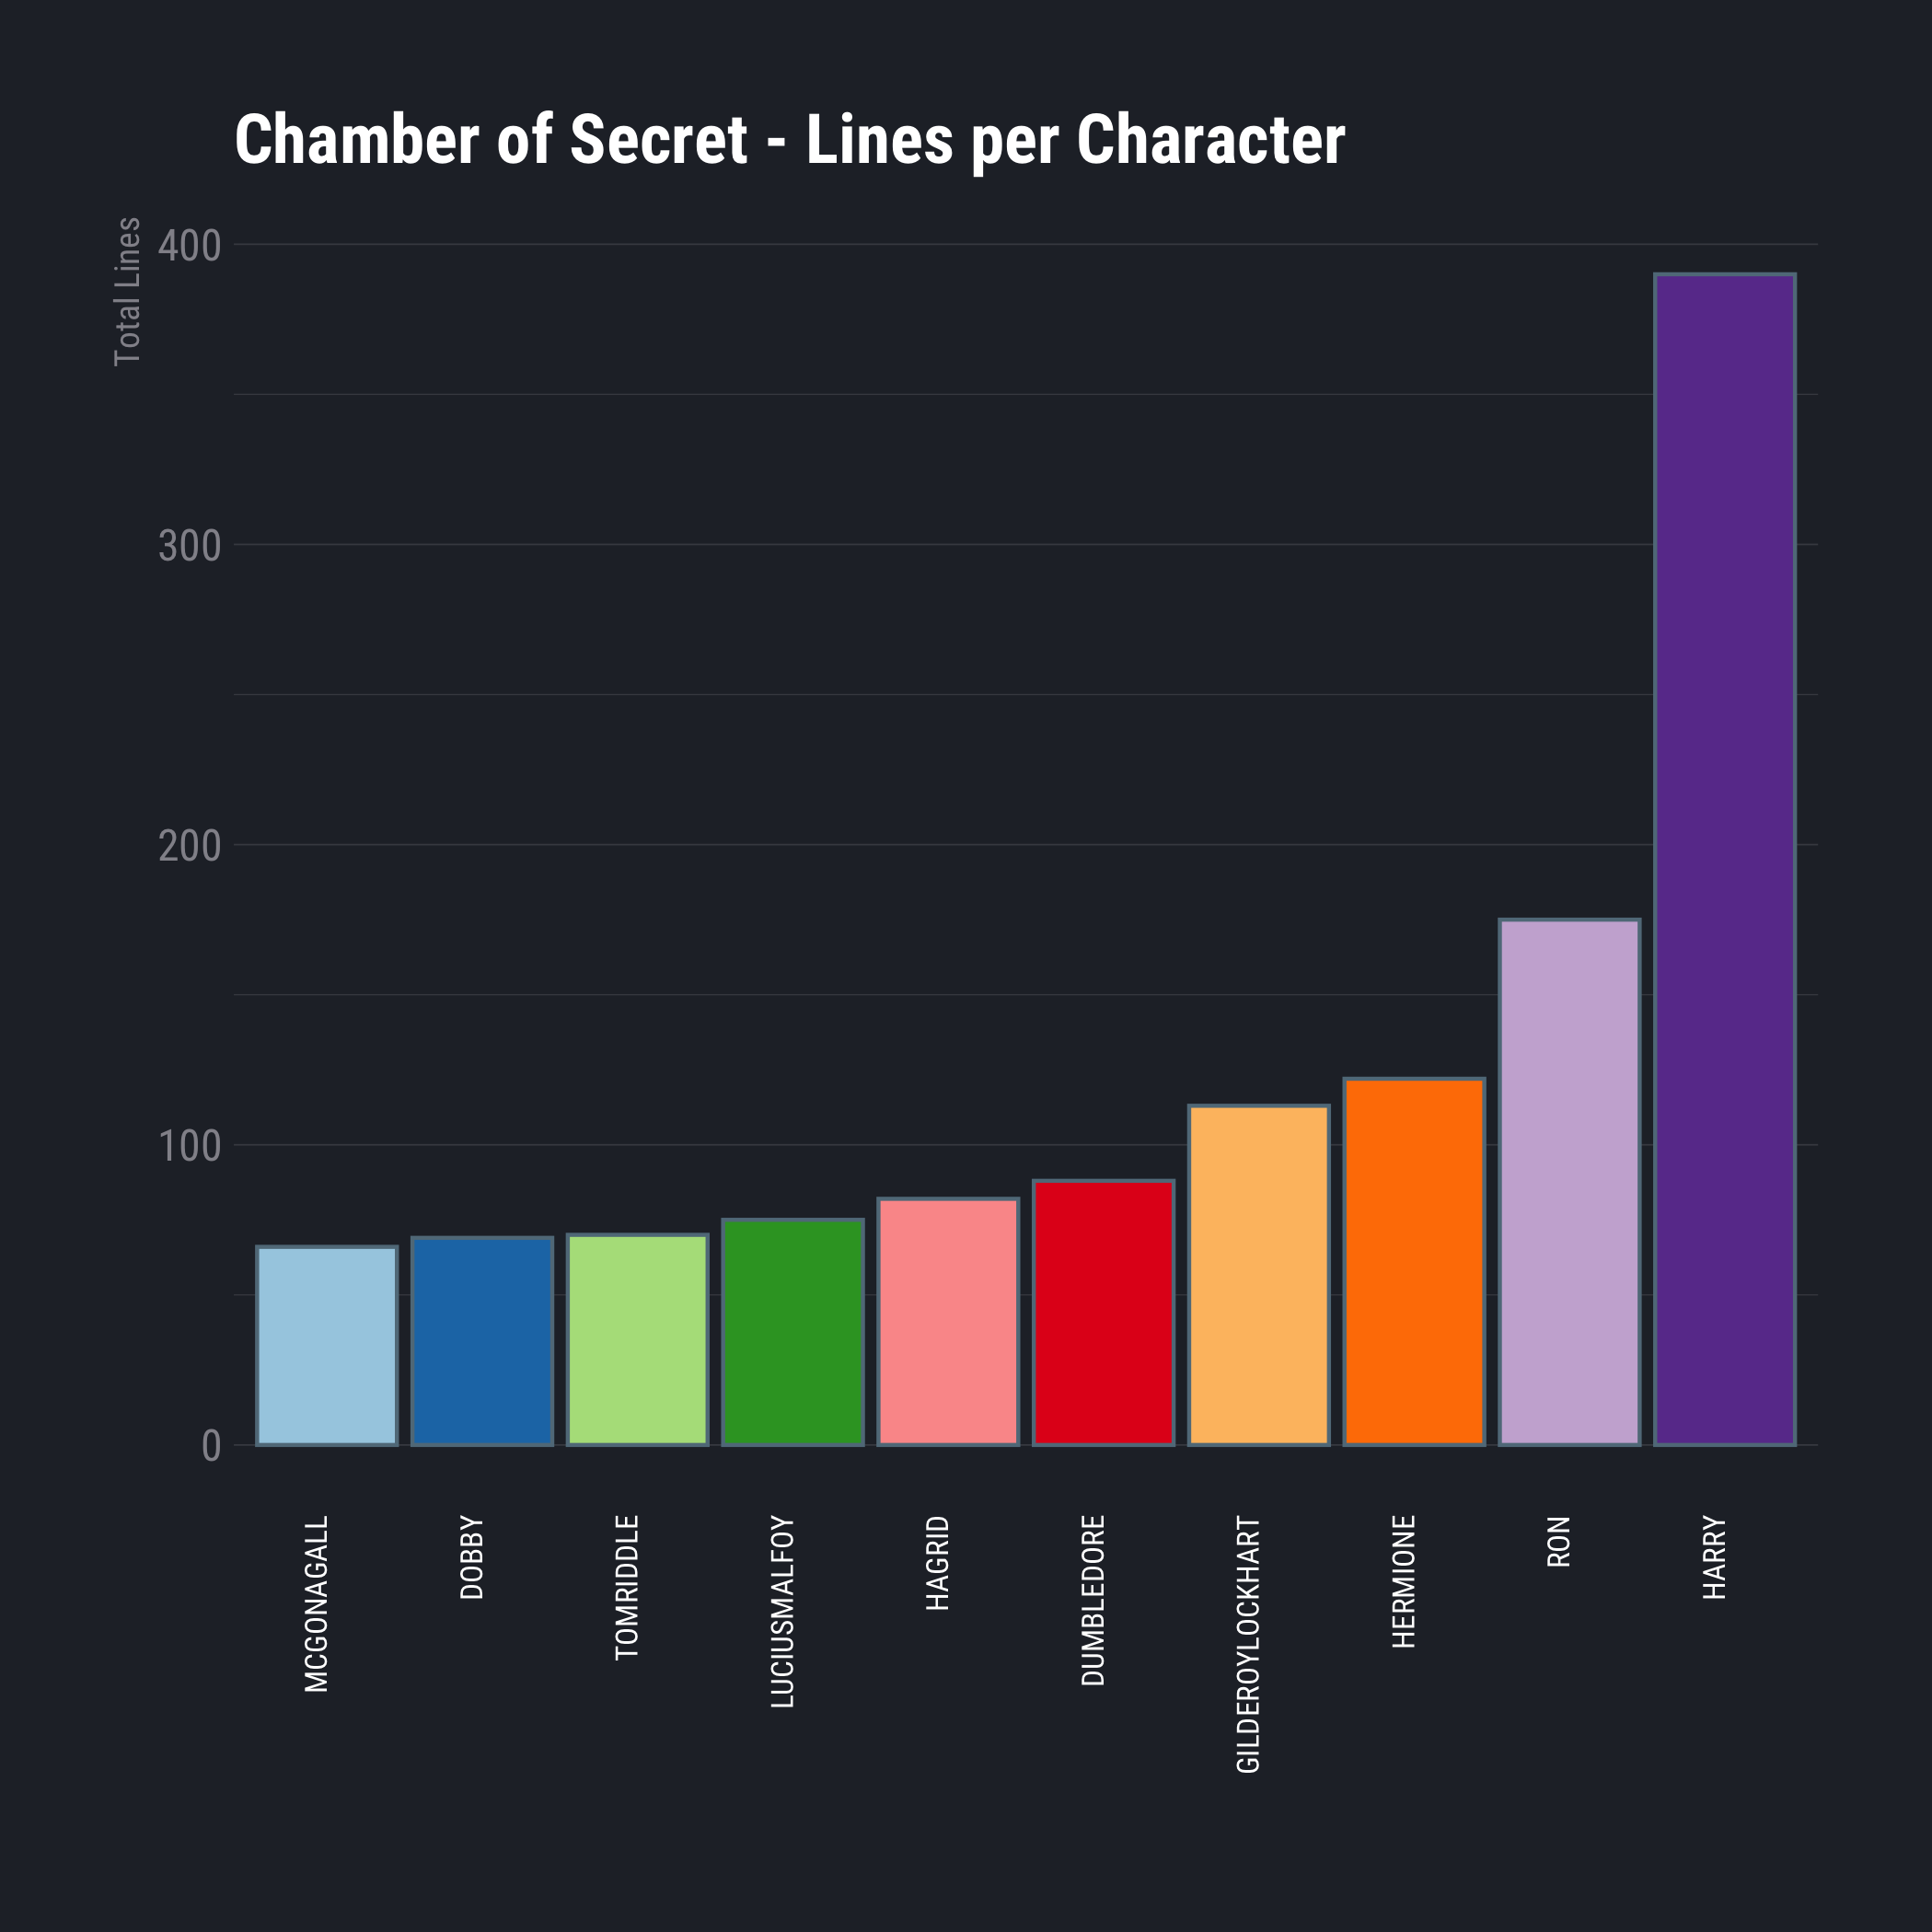 Chamber of Secret - Lines per Character
Total Lines
400
300
200
100
0
MCGONAGALL
DOBBY
TOMRIDDLE
LUCIUSMALFOY
HAGRID
DUMBLEDORE
GILDEROYLOCKHART
HERMIONE
RON
HARRY